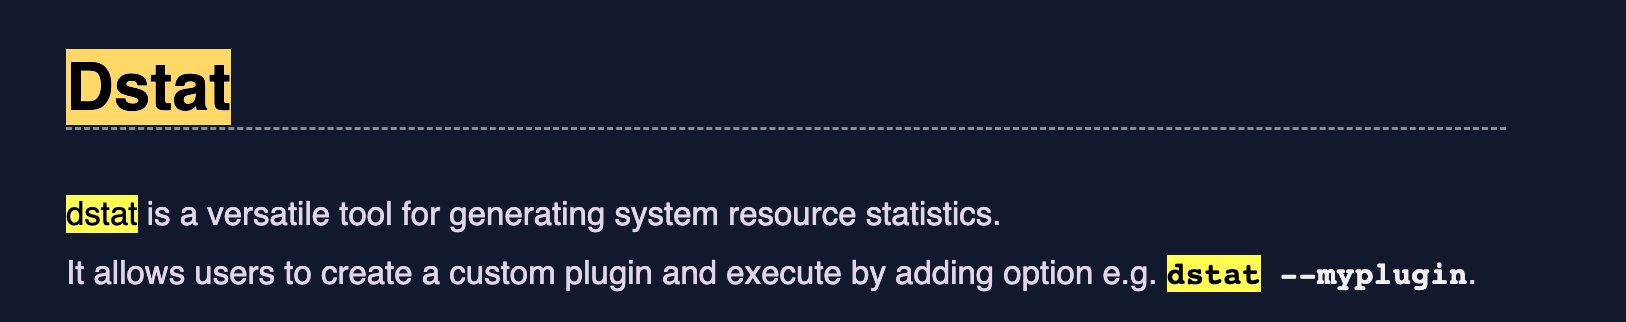 Dstat
dstat is a versatile tool for generating system resource statistics.
It allows users to create a custom plugin and execute by adding option e.g. dstat --myplugin.